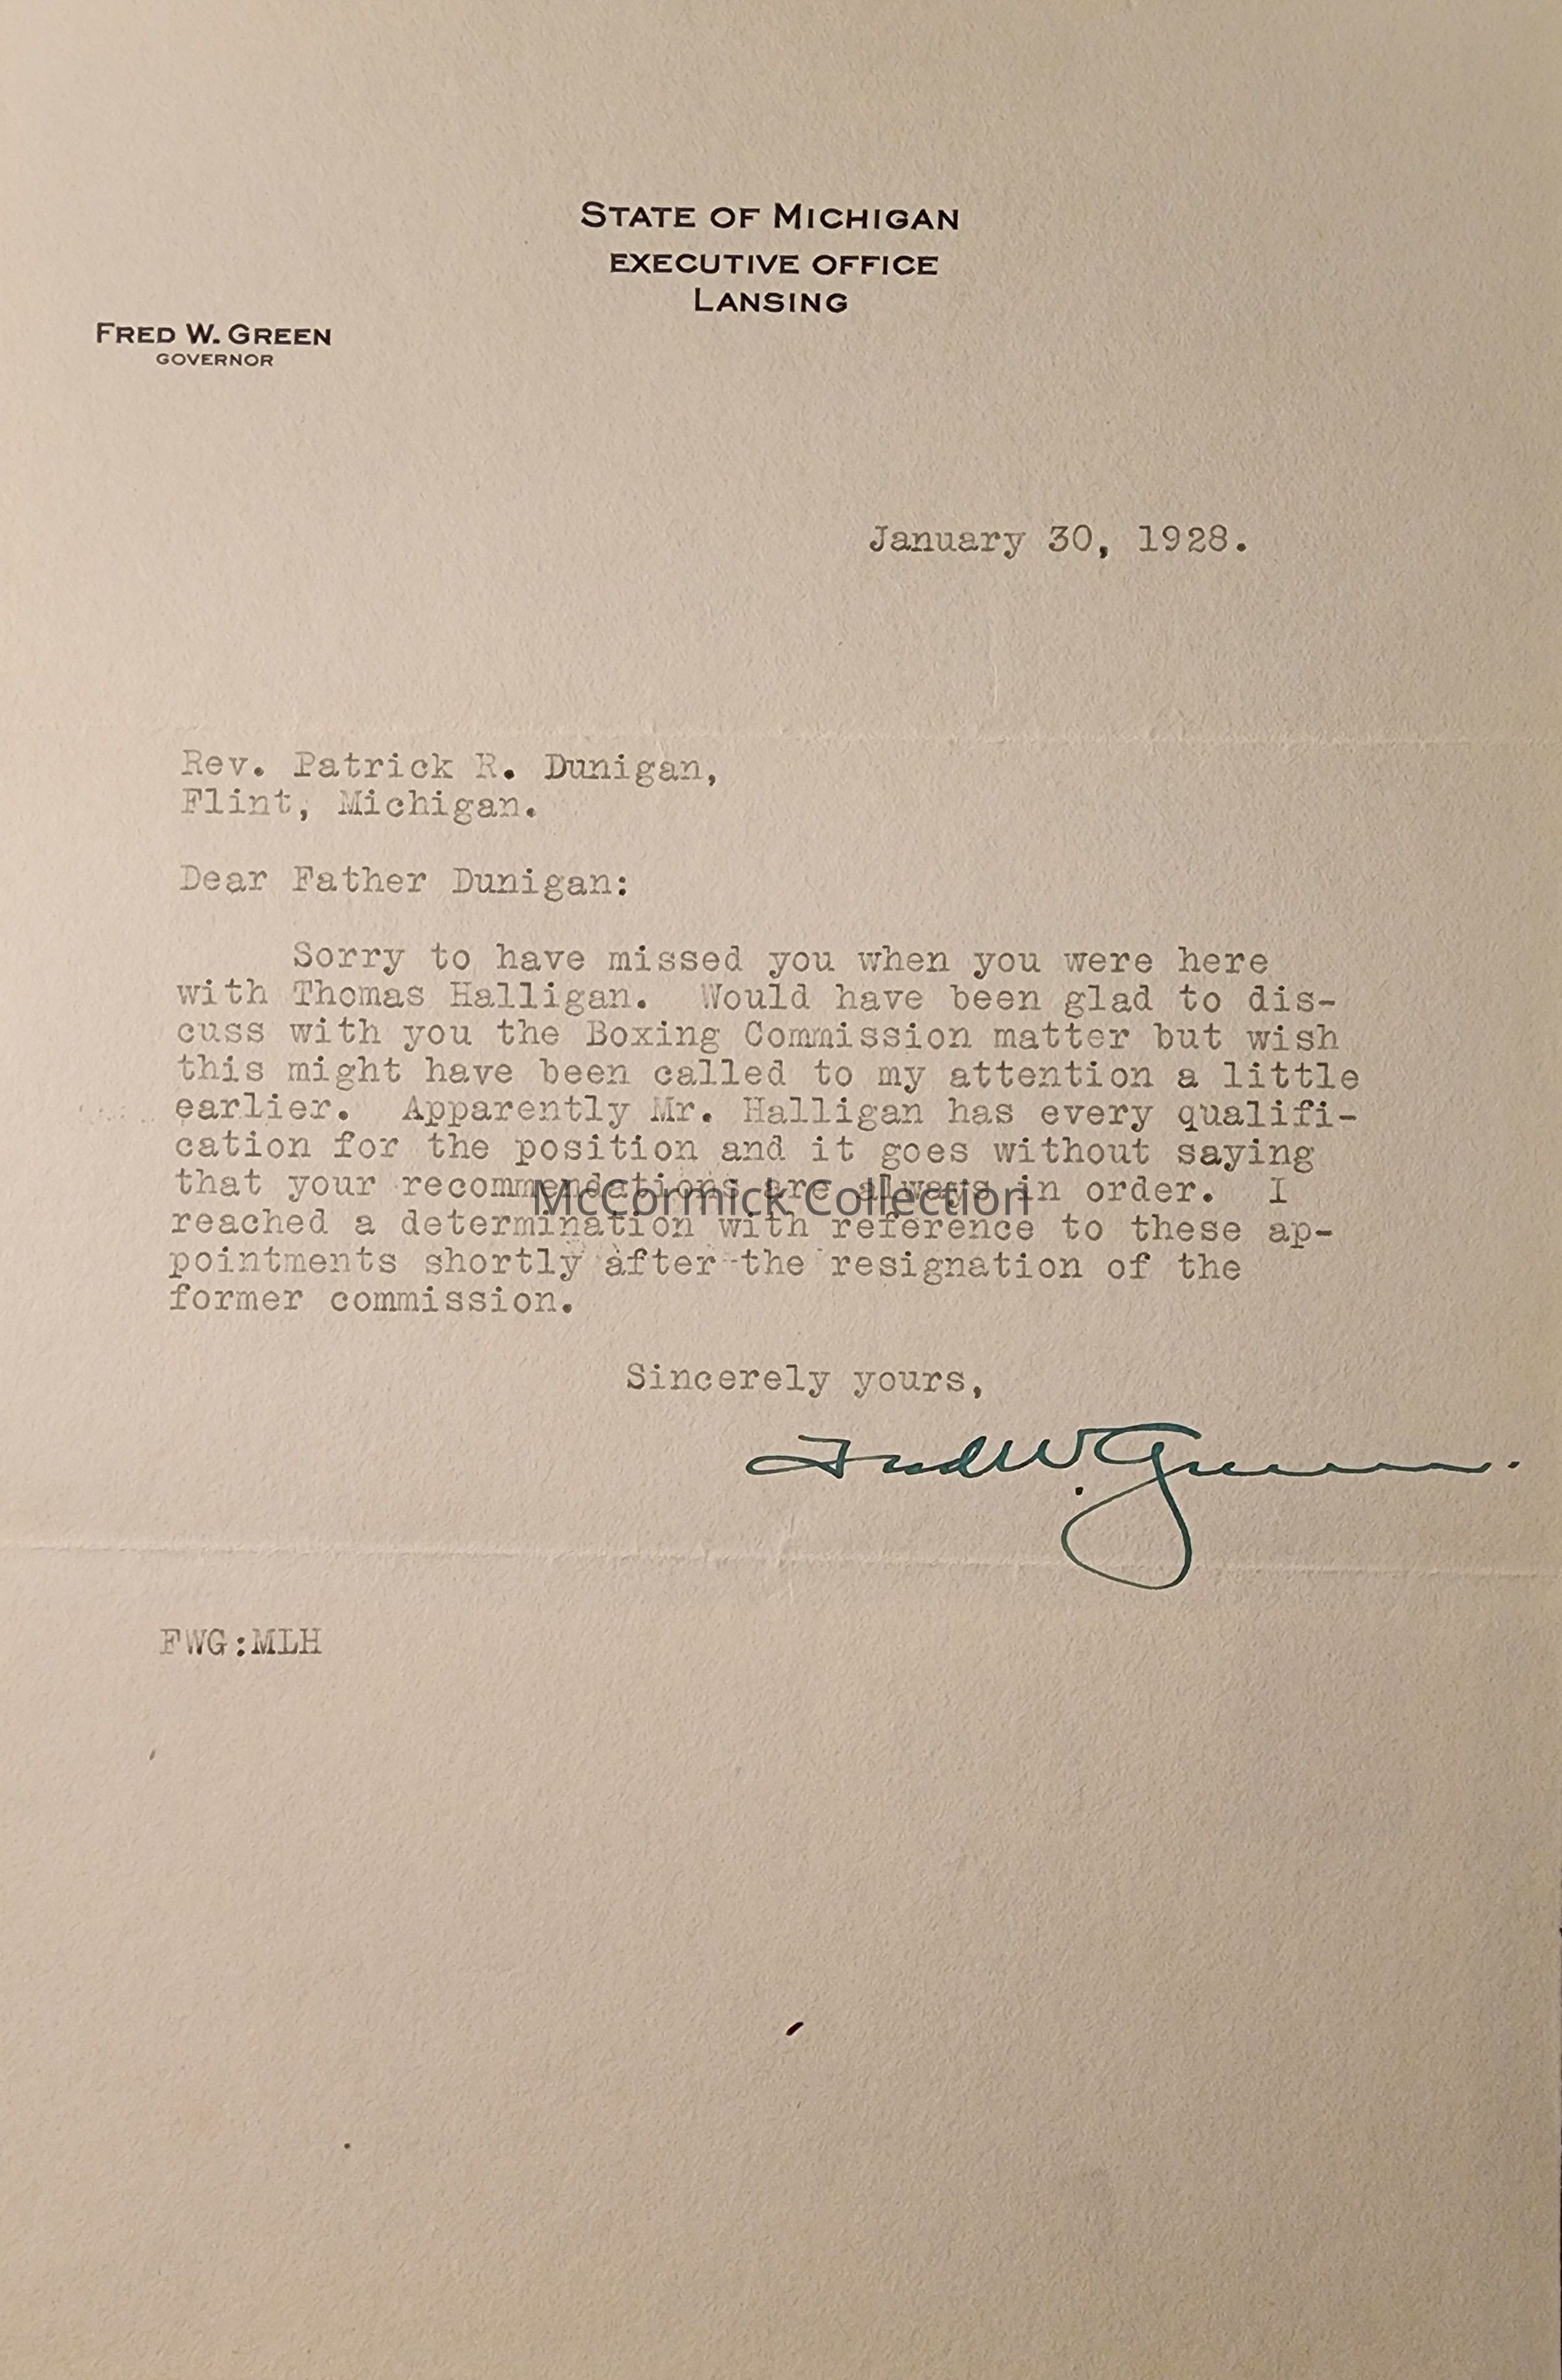 STATE OF MICHIGAN
EXECUTIVE OFFICE
LANSING
FRED W. GREEN
GOVERNOR
January 30, 1928.
Rev. Patrick R. Dunigan,
Flint, Michigan.
Dear Father Dunigan:
Sorry to have missed you when you were here
with Thomas Halligan. Would have been glad to dis-
cuss with you the Boxing Commission matter but wish
this might have been called to my attention a little
earlier. Apparently Mr. Halligan has every qualifi-
cation for the position and it goes without saying
that your recommendations are always in order. I
McCormick Collection
reached a determination with reference to these ap-
pointments shortly after the resignation of the
former commission.
Sincerely yours,
Fred W. Green.
FWG:MLH